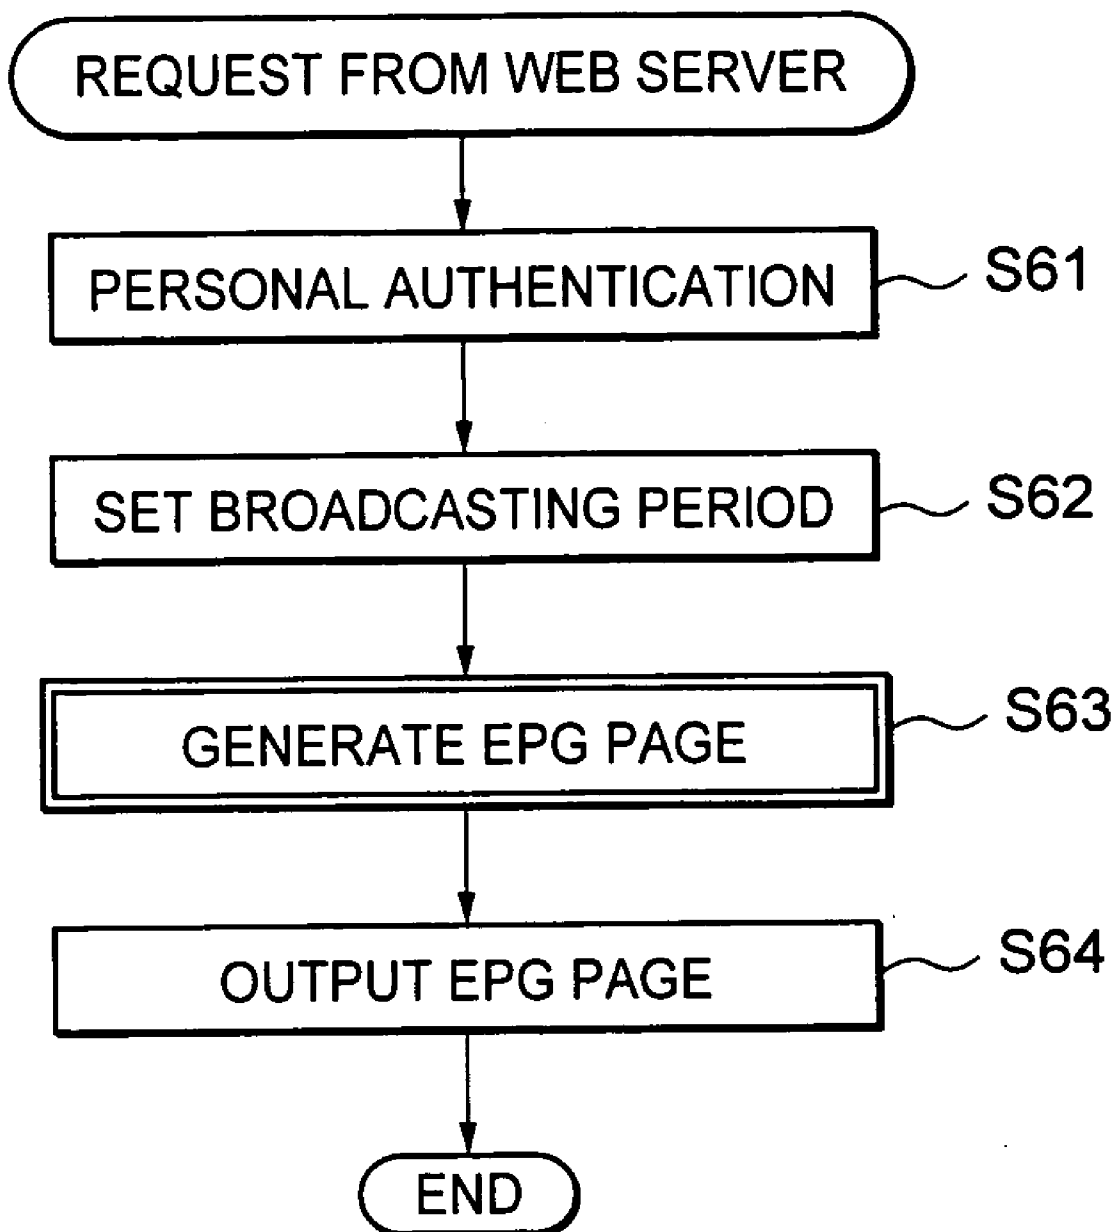 REQUEST FROM WEB SERVER
PERSONAL AUTHENTICATION
S61
SET BROADCASTING PERIOD
S62
GENERATE EPG PAGE
S63
OUTPUT EPG PAGE
S64
END